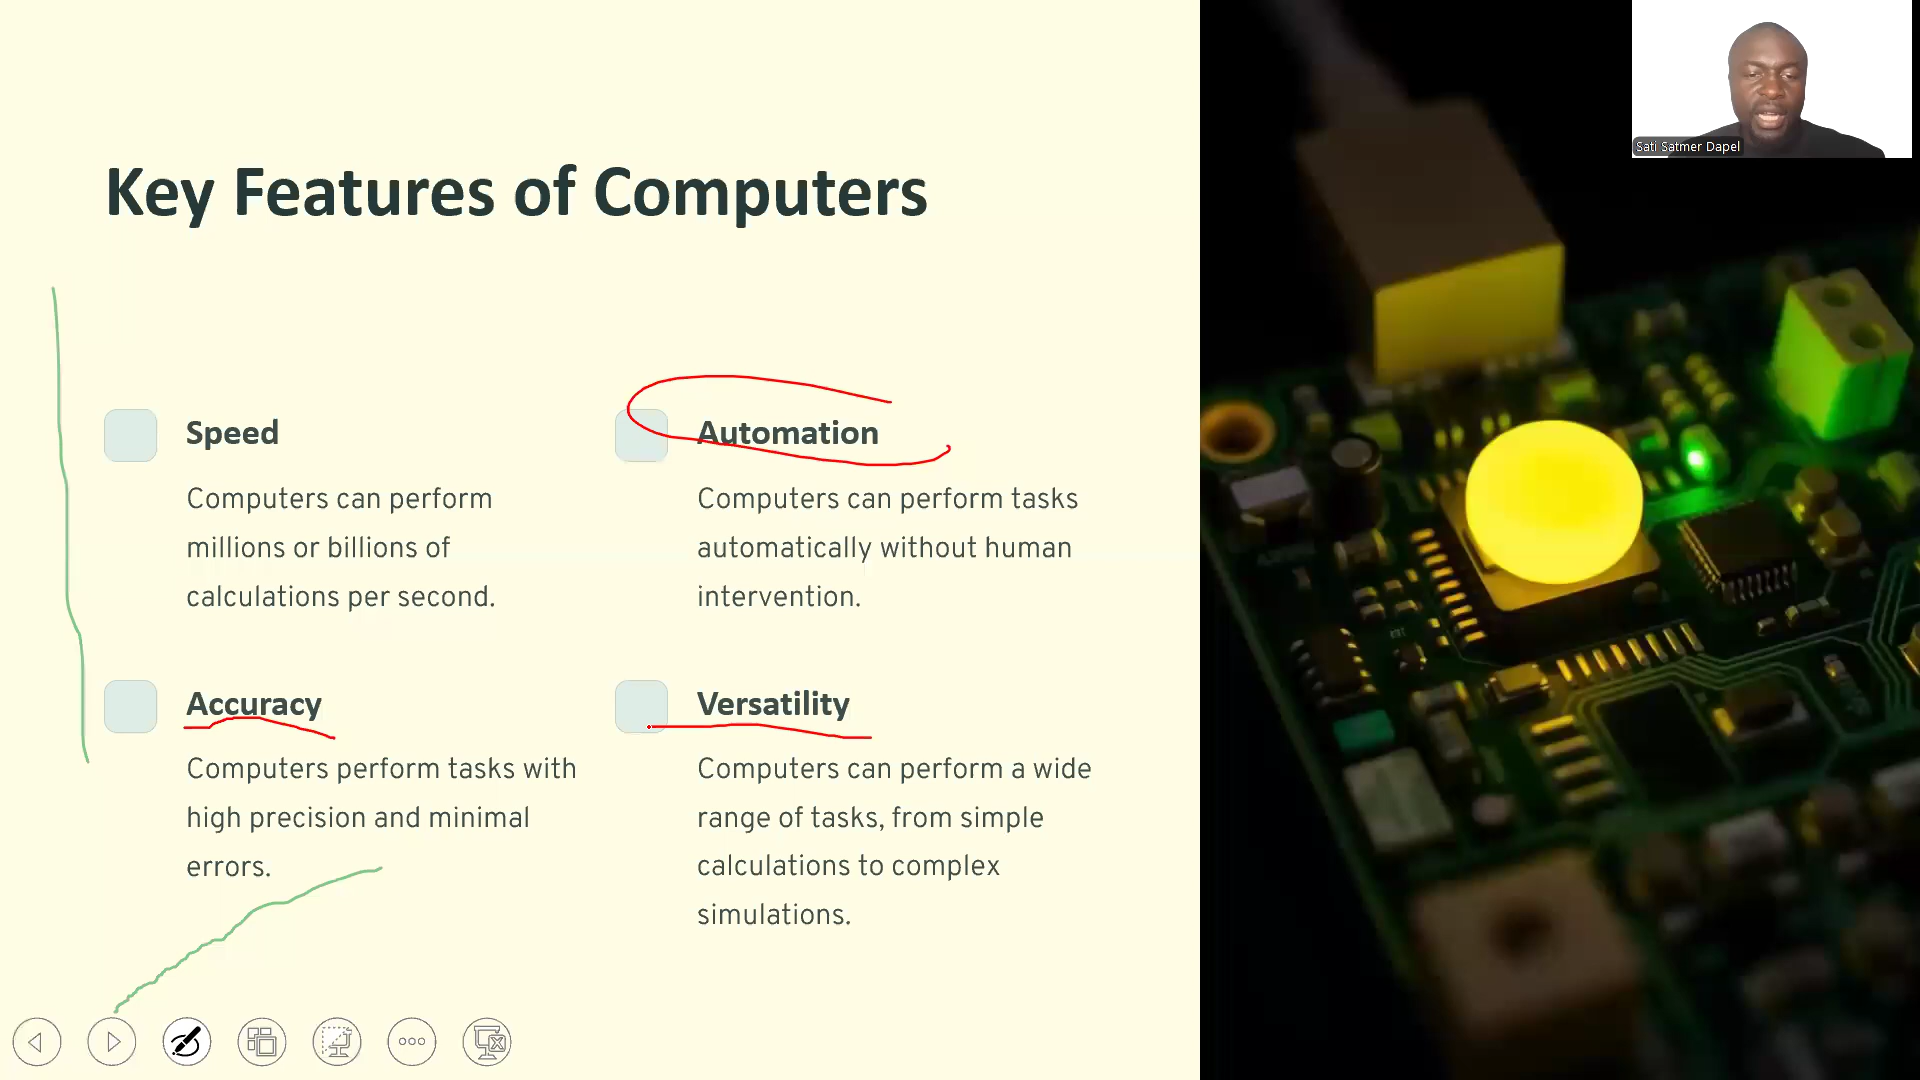 Sati Satmer Dapel
Key Features of Computers
Speed
Computers can perform
millions or billions of
calculations per second.
Automation
Computers can perform tasks
automatically without human
intervention.
Accuracy
Computers perform tasks with
high precision and minimal
errors.
Versatility
Computers can perform a wide
range of tasks, from simple
calculations to complex
simulations.